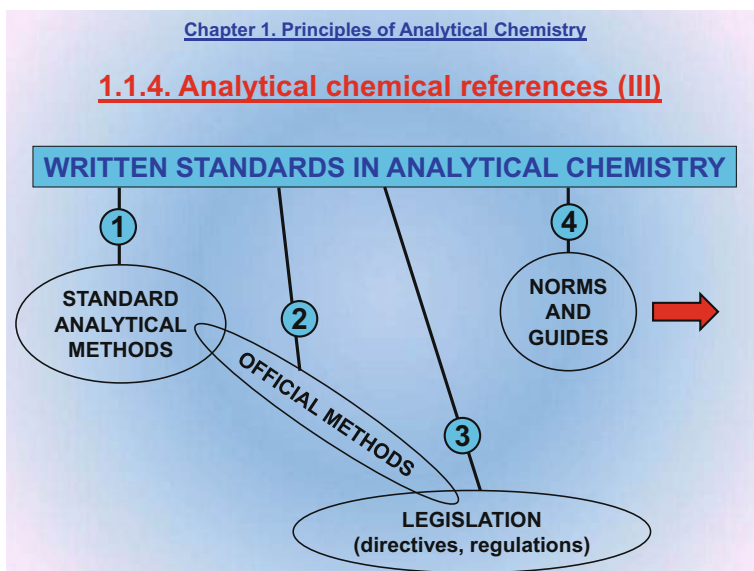 Chapter 1. Principles of Analytical Chemistry
1.1.4. Analytical chemical references (III)
WRITTEN STANDARDS IN ANALYTICAL CHEMISTRY
1
4
STANDARD
ANALYTICAL
METHODS
NORMS
AND
GUIDES
2
OFFICIAL METHODS
3
LEGISLATION
(directives, regulations)